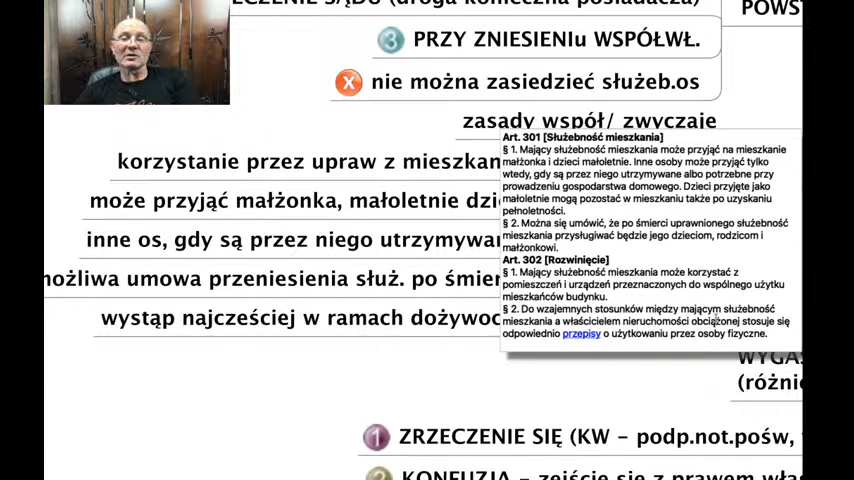 ECZENIE SĄDU (droga konieczna posiadacza)
POWST
3 PRZY ZNIESIENIu WSPÓŁWŁ.
X nie można zasiedzieć służeb.os
zasady współ/ zwyczaje
korzystanie przez upraw z mieszkan
może przyjąć małżonka, małoletnie dzie
inne os, gdy są przez niego utrzymywan
możliwa umowa przeniesienia służ. po śmier
wystąp najczęściej w ramach dożywoc
Art. 301 [Służebność mieszkania]
§ 1. Mający służebność mieszkania może przyjąć na mieszkanie
małżonka i dzieci małoletnie. Inne osoby może przyjąć tylko
wtedy, gdy są przez niego utrzymywane albo potrzebne przy
prowadzeniu gospodarstwa domowego. Dzieci przyjęte jako
małoletnie mogą pozostać w mieszkaniu także po uzyskaniu
pełnoletności.
§ 2. Można się umówić, że po śmierci uprawnionego służebność
mieszkania przysługiwać będzie jego dzieciom, rodzicom i
małżonkowi.
Art. 302 [Rozwinięcie]
§ 1. Mający służebność mieszkania może korzystać z
pomieszczeń i urządzeń przeznaczonych do wspólnego użytku
mieszkańców budynku.
§ 2. Do wzajemnych stosunków między mającym służebność
mieszkania a właścicielem nieruchomości obciążonej stosuje się
odpowiednio przepisy o użytkowaniu przez osoby fizyczne.
WYGAŚ
(różnic
1 ZRZECZENIE SIĘ (KW – podp.not.pośw,
2 KONFUZJA – zejście się z prawem włas